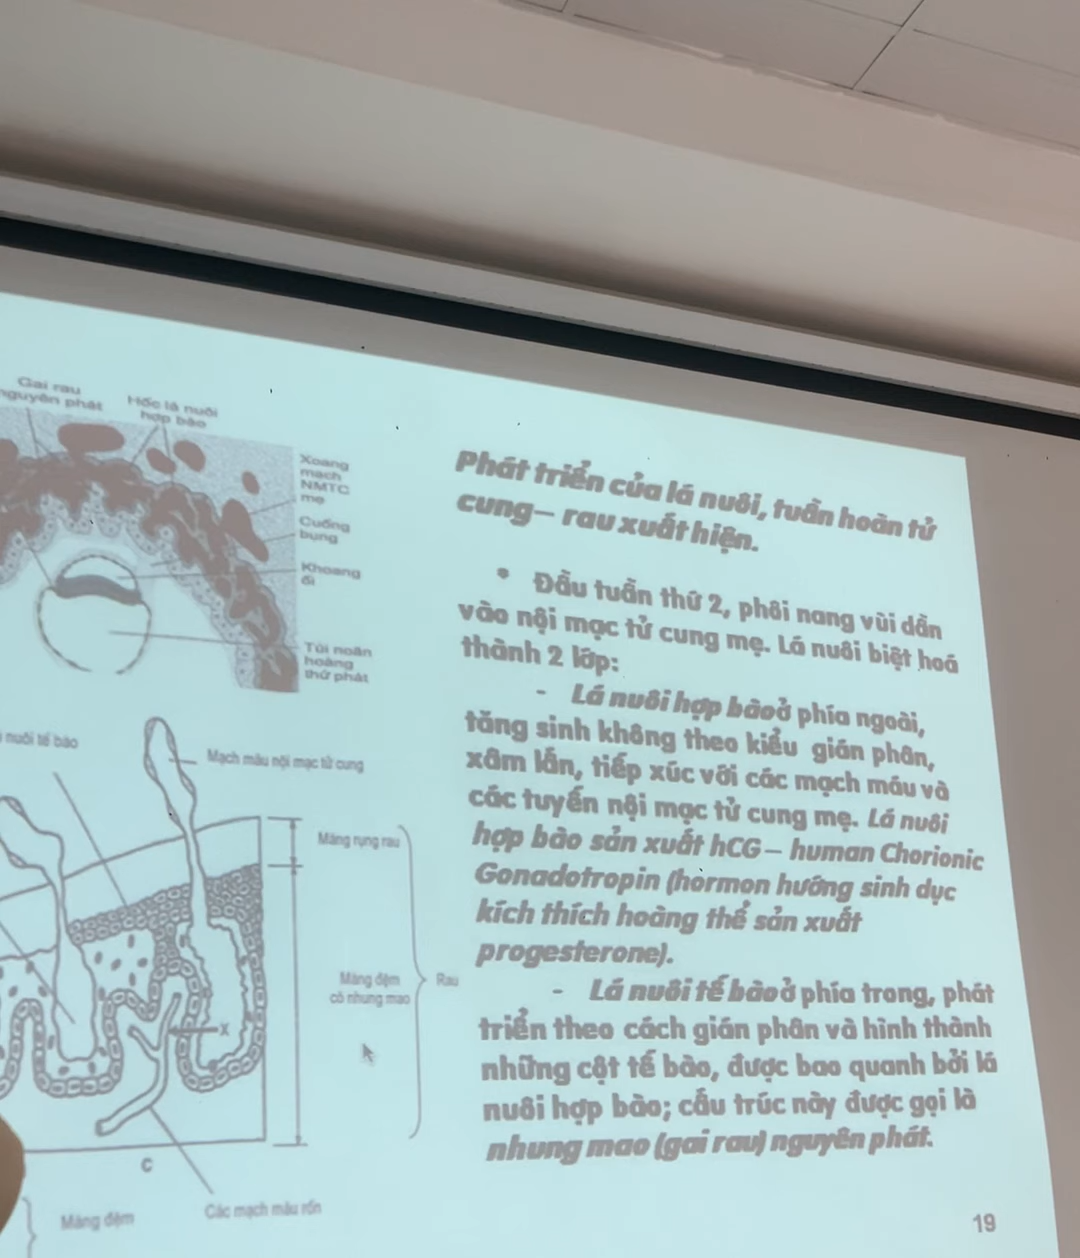 Gai rau
nguyên phát
Hốc lá nuôi
hợp bào
Xoang
mạch
NMTC
mẹ
Cuống
bụng
Khoang
ối
Túi noãn
hoàng
thứ phát
nuôi tế bào
Mạch máu nội mạc tử cung
Màng rụng rau
Màng đệm
có nhung mao
Rau
X
C
Các mạch máu rốn
Màng đệm
Phát triển của lá nuôi, tuần hoàn tử
cung– rau xuất hiện.
• Đầu tuần thứ 2, phôi nang vùi dần
vào nội mạc tử cung mẹ. Lá nuôi biệt hoá
thành 2 lớp:
- Lá nuôi hợp bào ở phía ngoài,
tăng sinh không theo kiểu gián phân,
xâm lấn, tiếp xúc với các mạch máu và
các tuyến nội mạc tử cung mẹ. Lá nuôi
hợp bào sản xuất hCG – human Chorionic
Gonadotropin (hormon hướng sinh dục
kích thích hoàng thể sản xuất
progesterone).
- Lá nuôi tế bào ở phía trong, phát
triển theo cách gián phân và hình thành
những cột tế bào, được bao quanh bởi lá
nuôi hợp bào; cấu trúc này được gọi là
nhung mao (gai rau) nguyên phát.
19